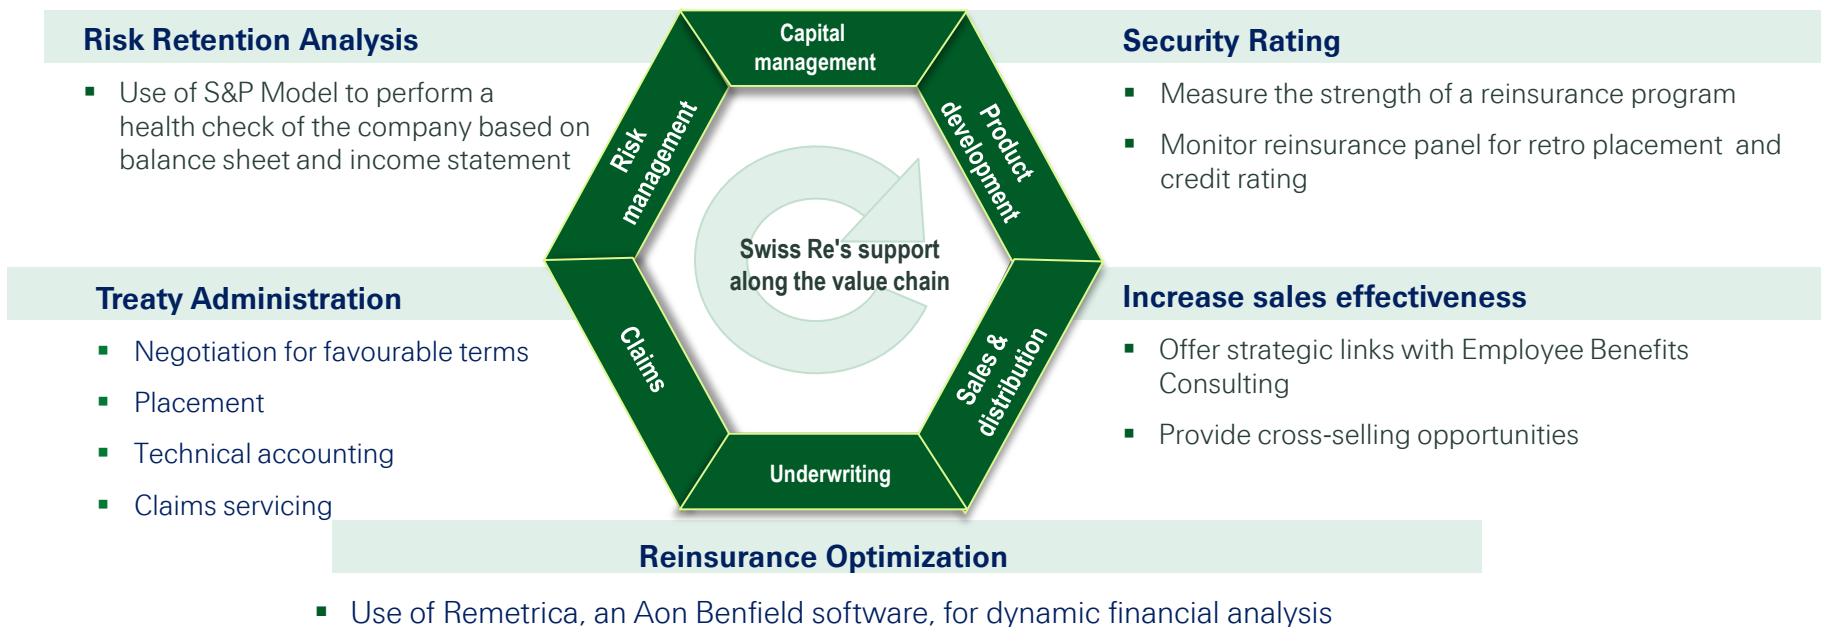 Risk Retention Analysis
▪ Use of S&P Model to perform a
health check of the company based on
balance sheet and income statement
Capital
management
Security Rating
▪ Measure the strength of a reinsurance program
▪ Monitor reinsurance panel for retro placement and
credit rating
Risk
management
Product
development
Swiss Re's support
along the value chain
Treaty Administration
▪ Negotiation for favourable terms
▪ Placement
▪ Technical accounting
▪ Claims servicing
Claims
Sales &
distribution
Underwriting
Increase sales effectiveness
▪ Offer strategic links with Employee Benefits
Consulting
▪ Provide cross-selling opportunities
Reinsurance Optimization
▪ Use of Remetrica, an Aon Benfield software, for dynamic financial analysis